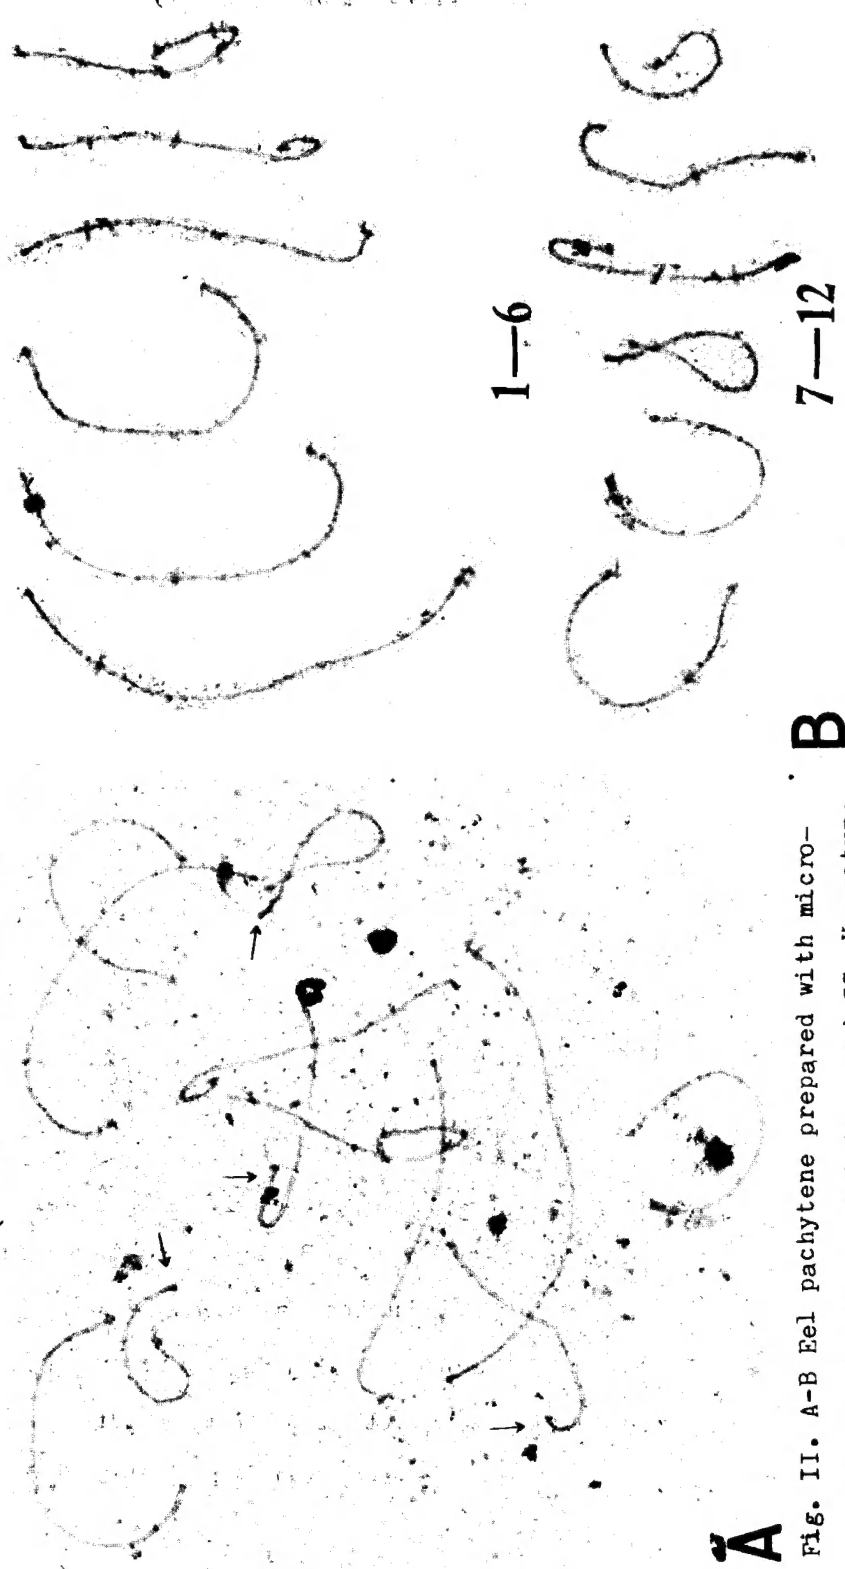 1—6
7—12
A
B
Fig. II. A-B Eel pachytene prepared with micro-